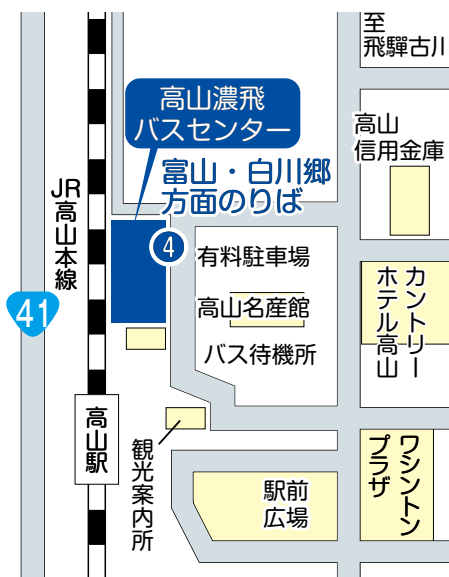 至
飛騨古川
高山濃飛
バスセンター
高山
信用金庫
富山・白川郷
方面のりば
JR高山本線
4
有料駐車場
カントリー
ホテル高山
41
高山名産館
バス待機所
高山駅
観光案内所
ワシントン
プラザ
駅前
広場